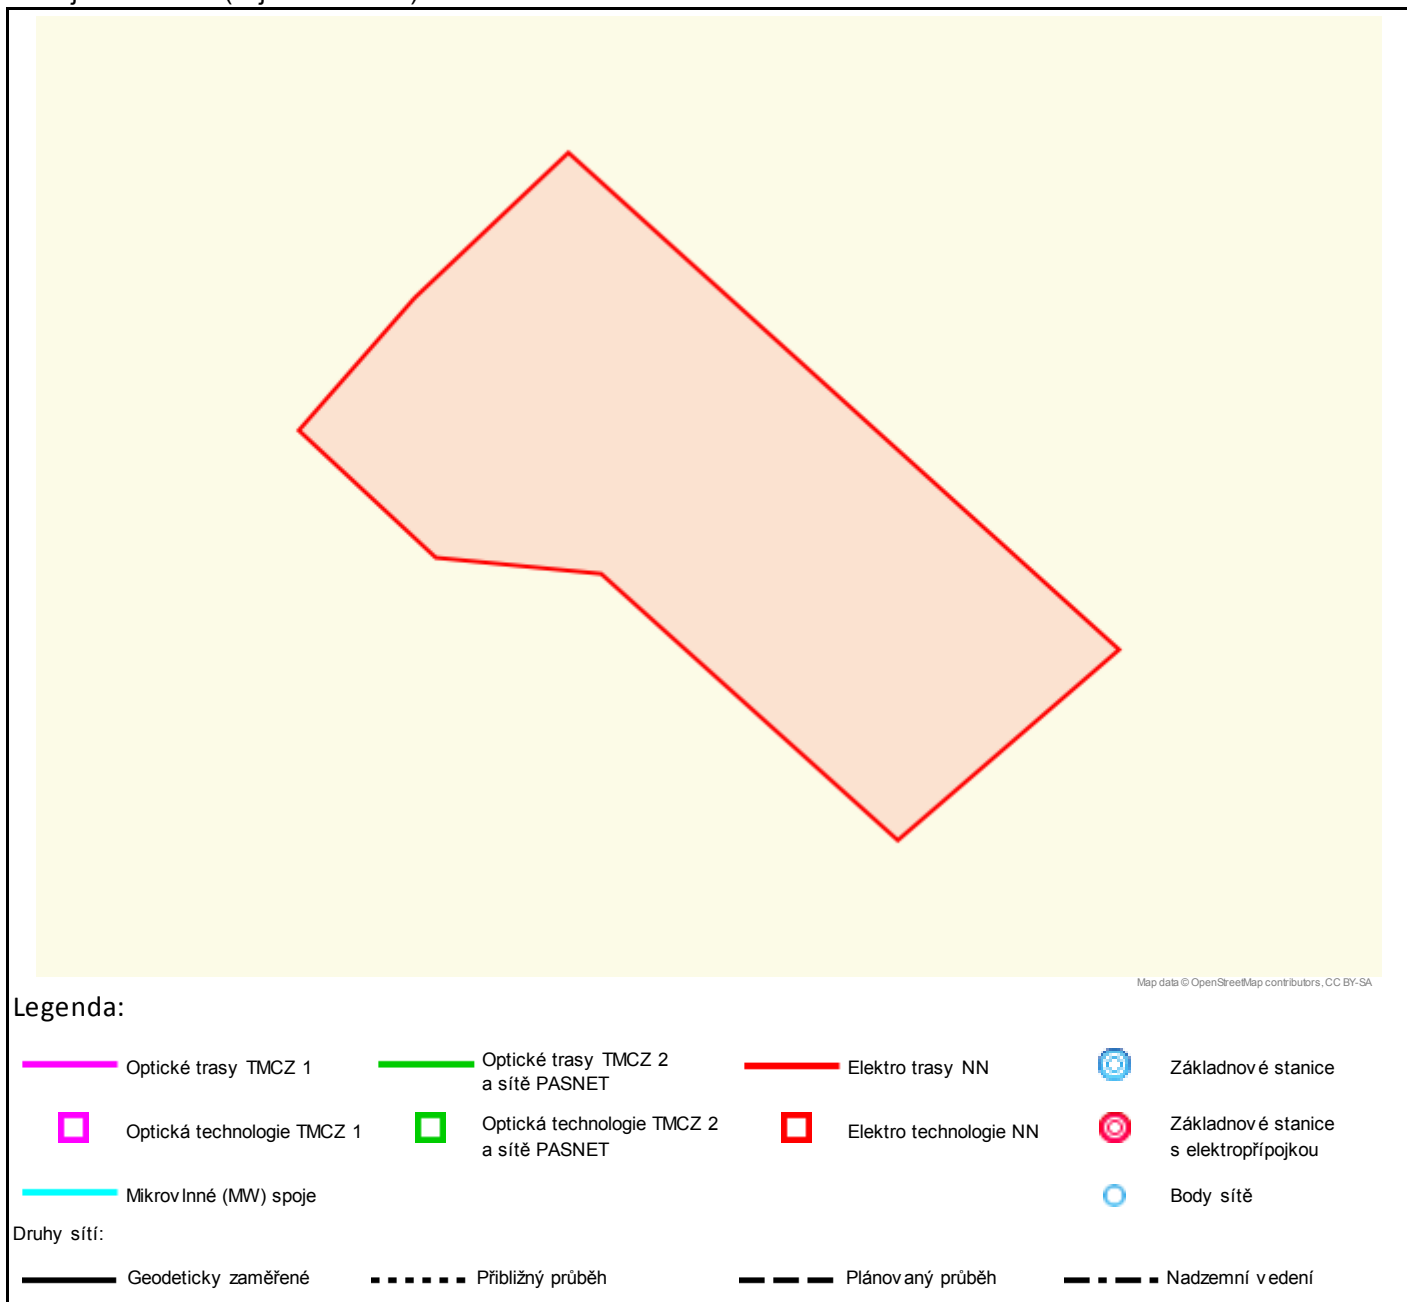 Map data © OpenStreetMap contributors, CC BY-SA
Legenda:
Optické trasy TMCZ 1
Optické trasy TMCZ 2
a sítě PASNET
Elektro trasy NN
Základnové stanice
Optická technologie TMCZ 1
Optická technologie TMCZ 2
a sítě PASNET
Elektro technologie NN
Základnové stanice
s elektropřípojkou
Mikrovlnné (MW) spoje
Body sítě
Druhy sítí:
Geodeticky zaměřené
Přibližný průběh
Plánovaný průběh
Nadzemní vedení